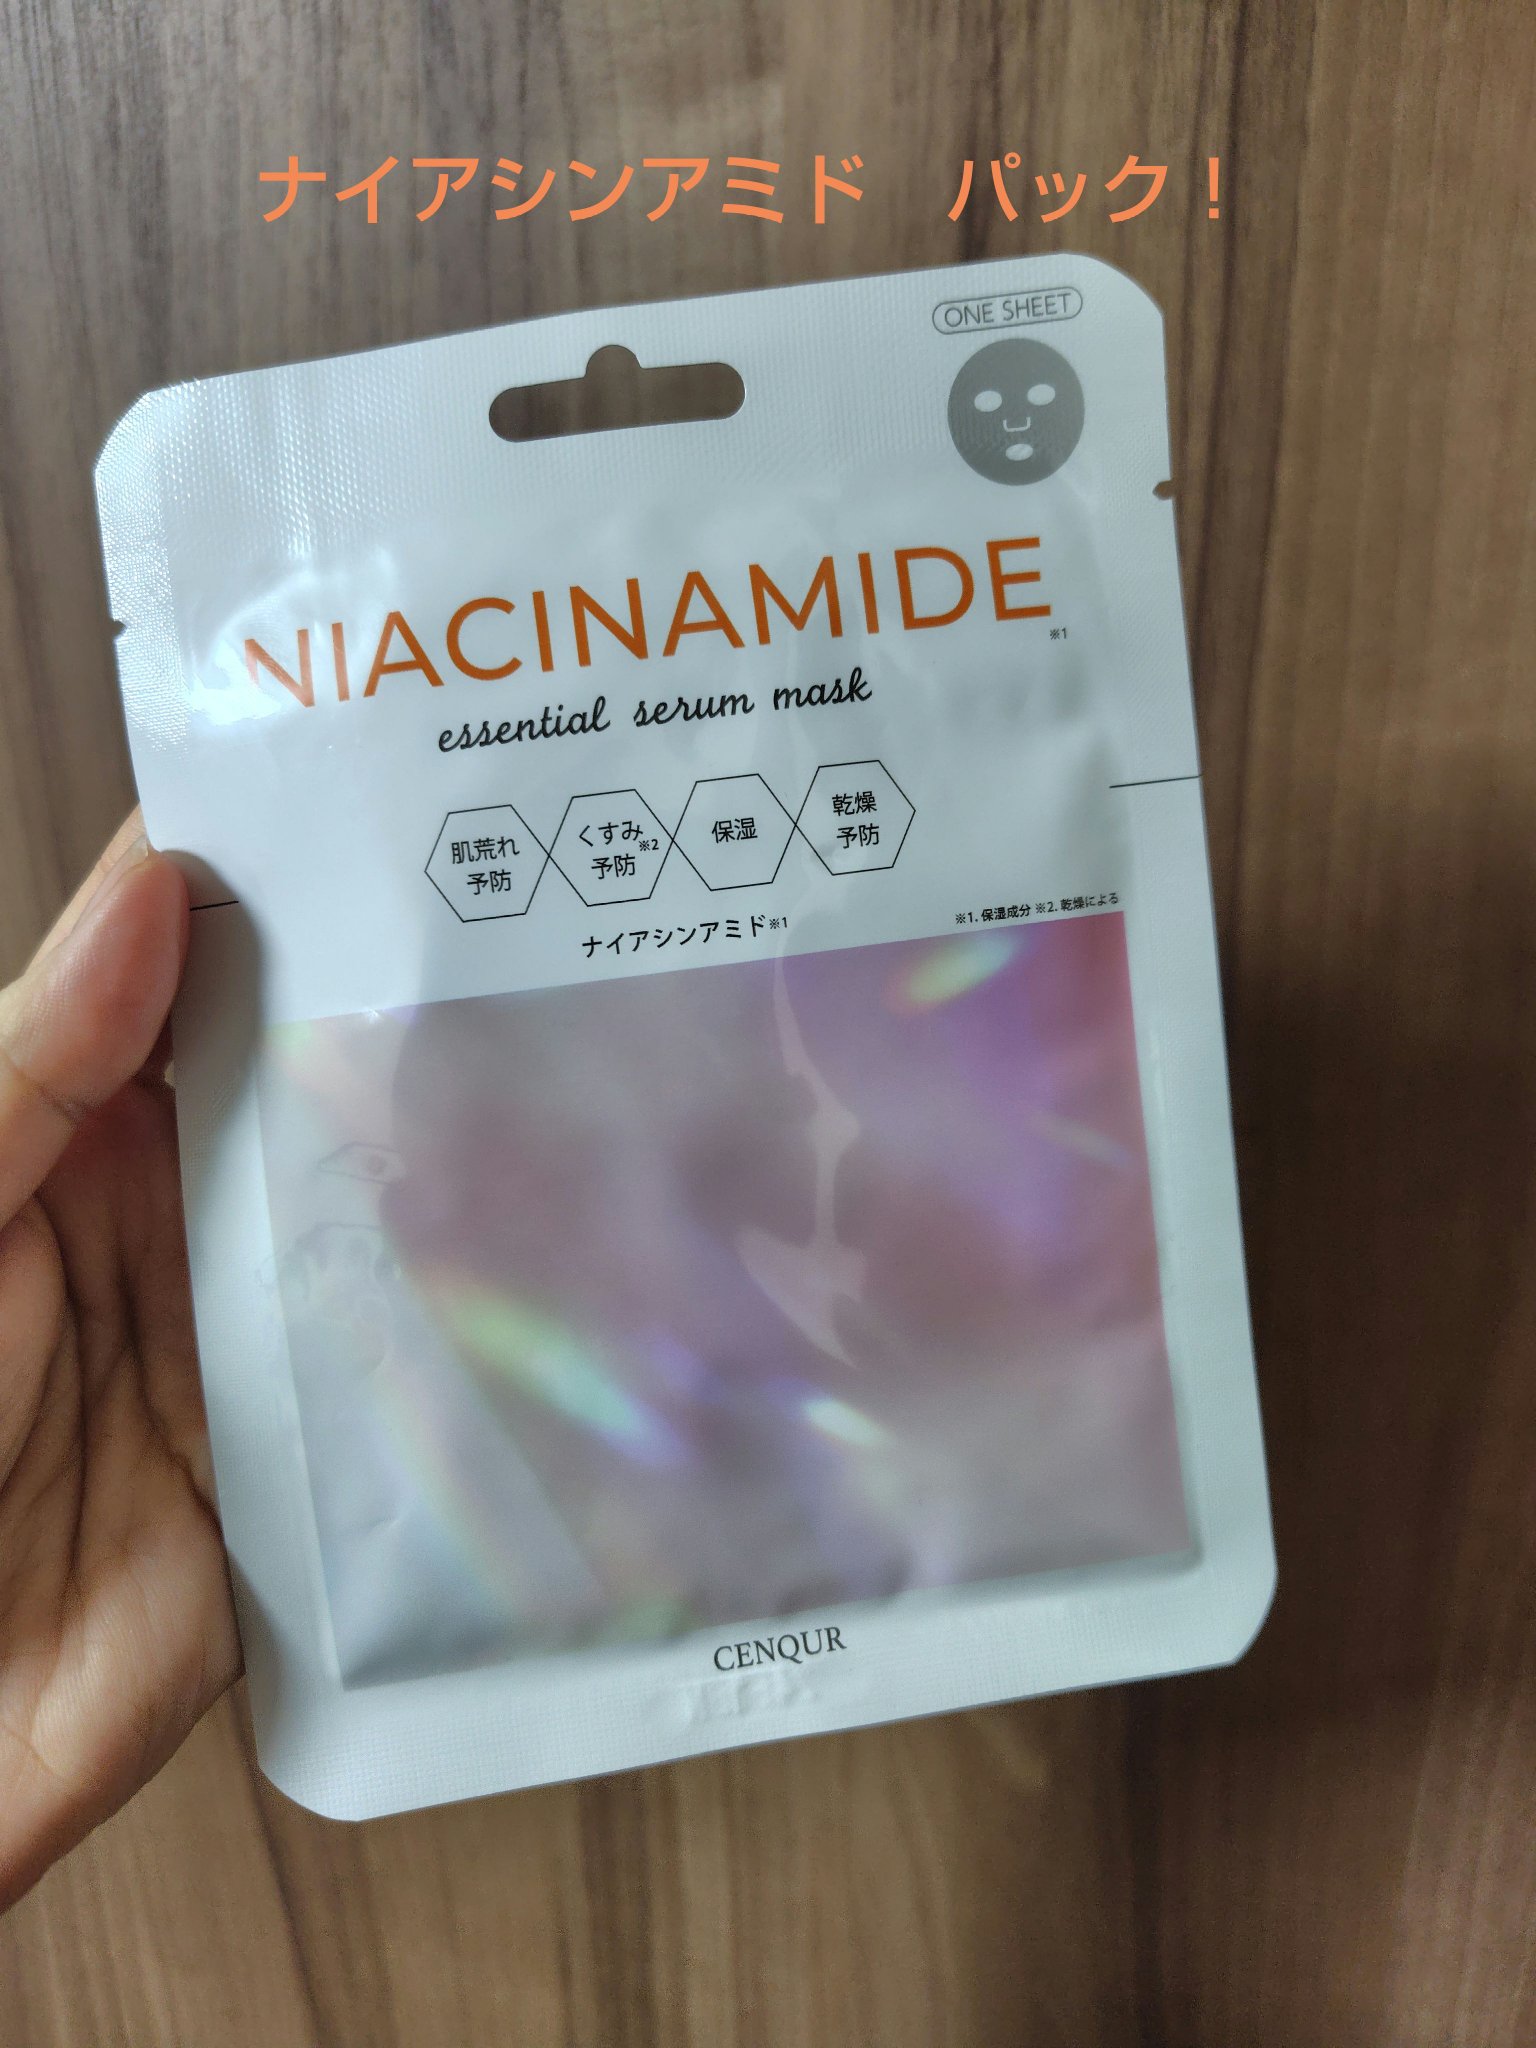 ナイアシンアミド　パック！
ONE SHEET
NIACINAMIDE ※1
essential serum mask
肌荒れ
予防
くすみ※2
予防
保湿
乾燥
予防
ナイアシンアミド※1
※1. 保湿成分 ※2. 乾燥による
CENQUR